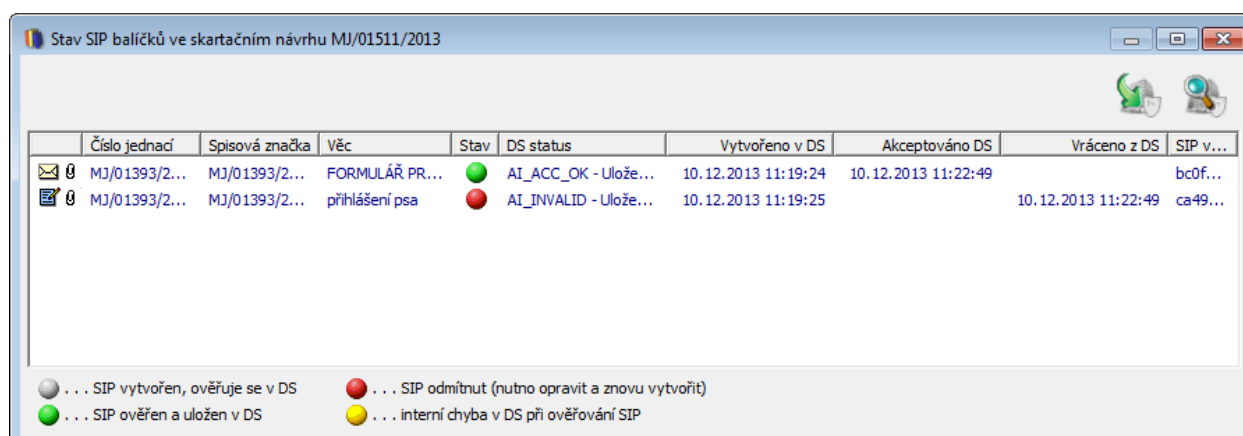 Stav SIP balíčků ve skartačním návrhu MJ/01511/2013
Číslo jednací Spisová značka Věc Stav DS status Vytvořeno v DS Akceptováno DS Vráceno z DS SIP v...
MJ/01393/2... MJ/01393/2... FORMULÁŘ PR... AI_ACC_OK - Ulože... 10.12.2013 11:19:24 10.12.2013 11:22:49 bc0f...
MJ/01393/2... MJ/01393/2... přihlášení psa AI_INVALID - Ulože... 10.12.2013 11:19:25 10.12.2013 11:22:49 ca49...
. . . SIP vytvořen, ověřuje se v DS . . . SIP odmítnut (nutno opravit a znovu vytvořit)
. . . SIP ověřen a uložen v DS . . . interní chyba v DS při ověřování SIP